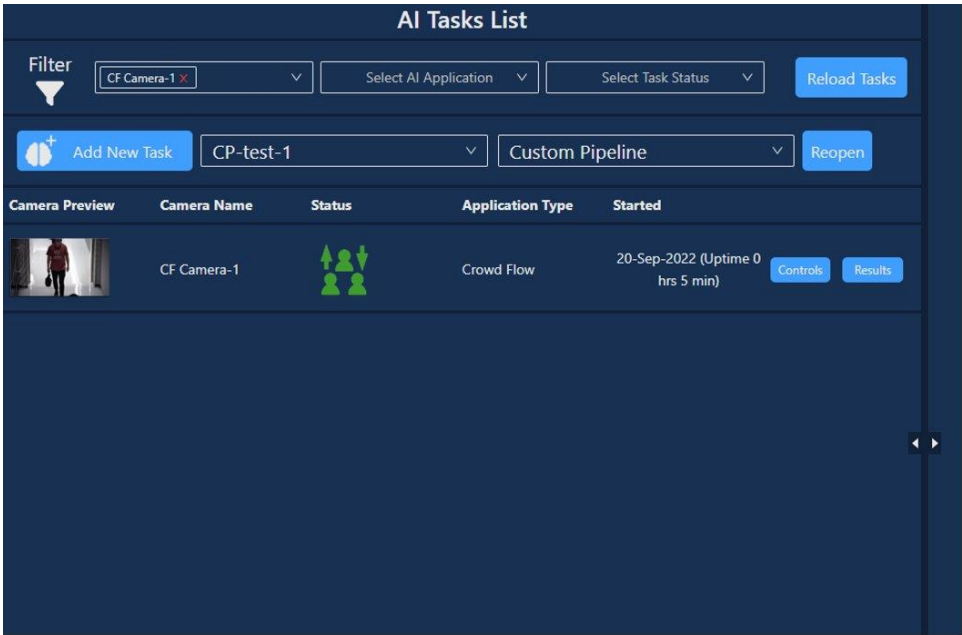 AI Tasks List
Filter
CF Camera-1 X
Select AI Application
Select Task Status
Reload Tasks
Add New Task
CP-test-1
Custom Pipeline
Reopen
Camera Preview Camera Name Status Application Type Started
CF Camera-1 Crowd Flow 20-Sep-2022 (Uptime 0
hrs 5 min)
Controls Results